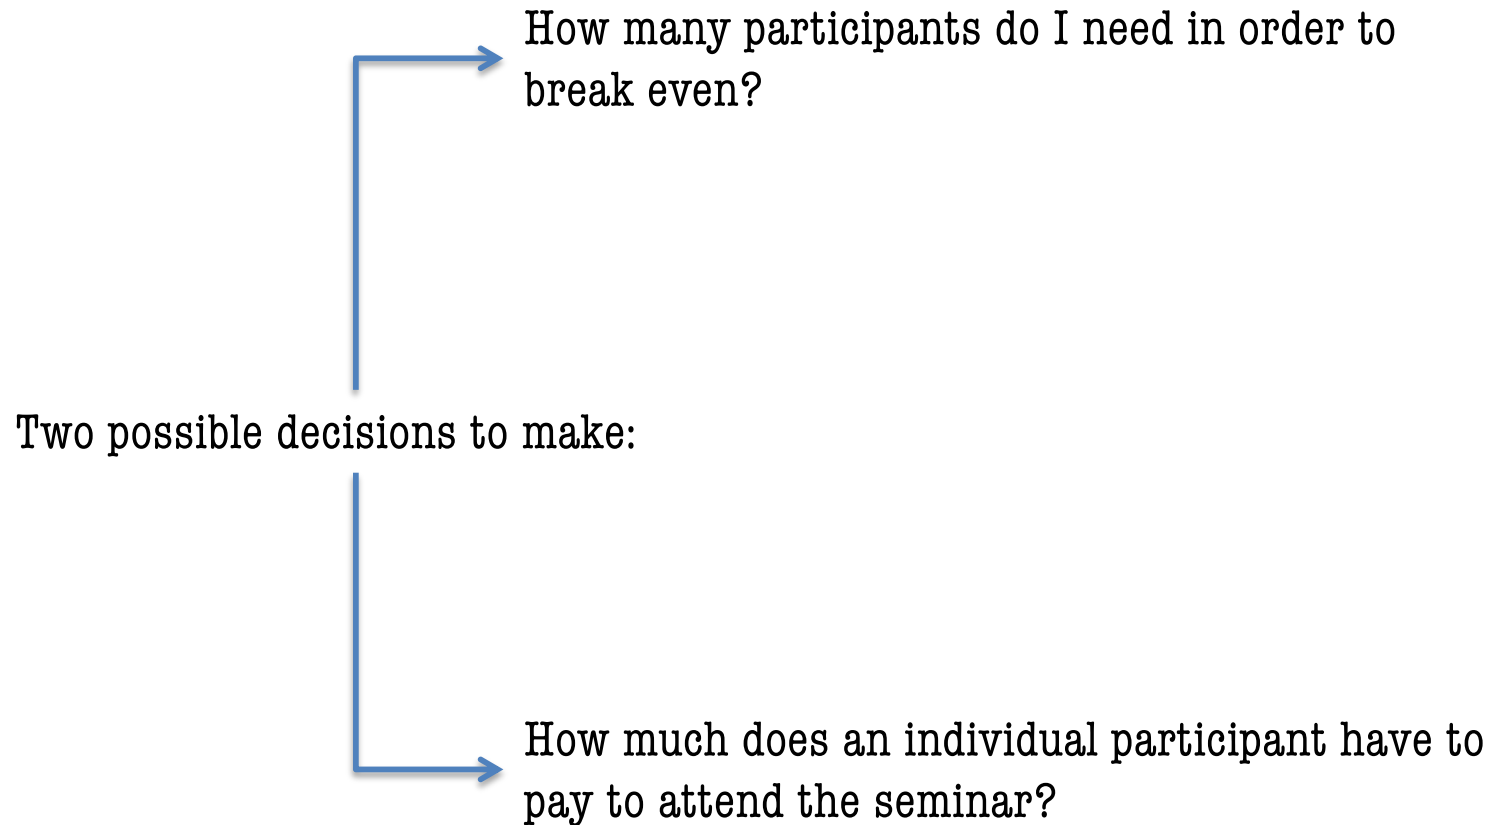 How many participants do I need in order to
break even?
Two possible decisions to make:
How much does an individual participant have to
pay to attend the seminar?